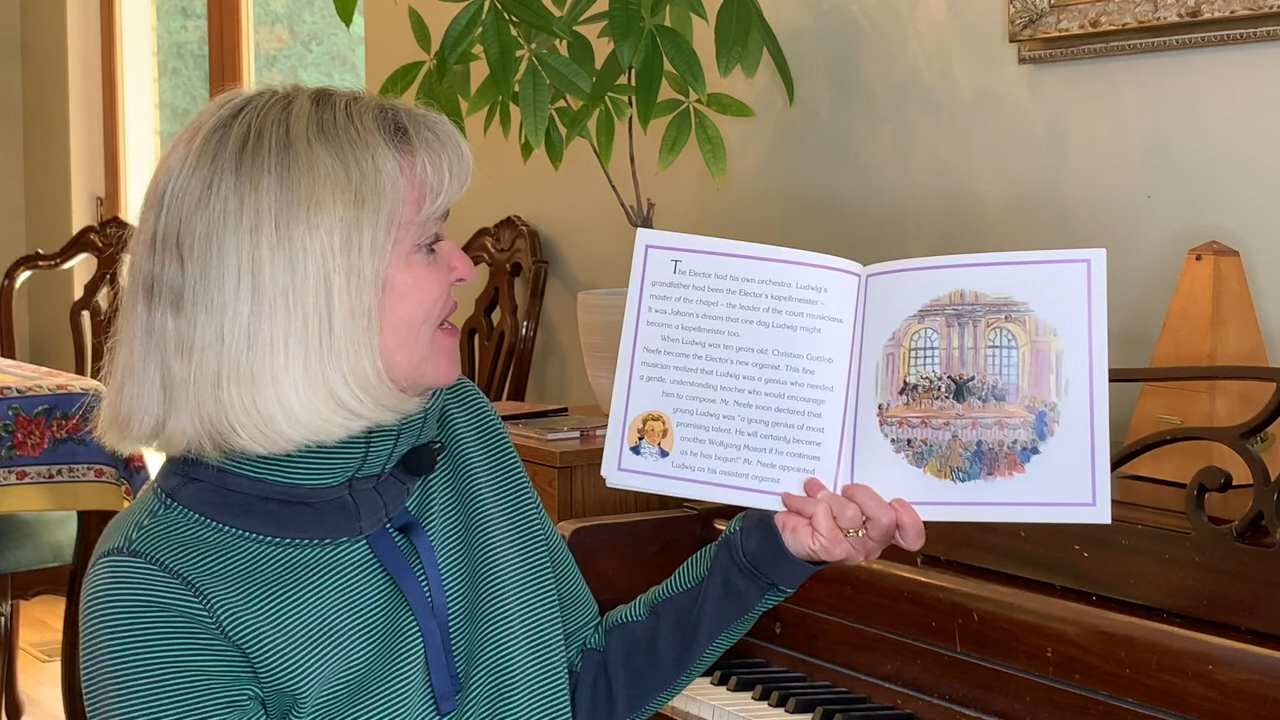 The Elector had his own orchestra. Ludwig's
grandfather had been the Elector's kapellmeister –
master of the chapel – the leader of the court musicians.
It was Johann's dream that one day Ludwig might
become a kapellmeister too.
When Ludwig was ten years old, Christian Gottlob
Neefe became the Elector's new organist. This fine
musician realized that Ludwig was a genius who needed
a gentle, understanding teacher who would encourage
him to compose. Mr. Neefe soon declared that
young Ludwig was "a young genius of most
promising talent. He will certainly become
another Wolfgang Mozart if he continues
as he has begun!" Mr. Neefe appointed
Ludwig as his assistant organist.